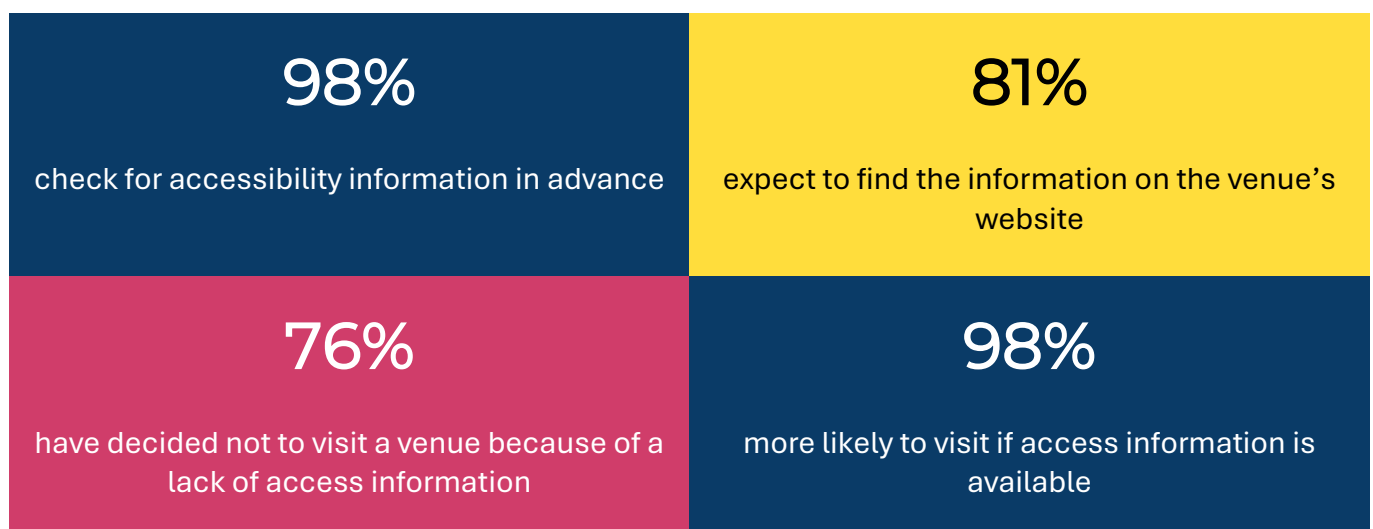 98%
check for accessibility information in advance
81%
expect to find the information on the venue’s
website
76%
have decided not to visit a venue because of a
lack of access information
98%
more likely to visit if access information is
available